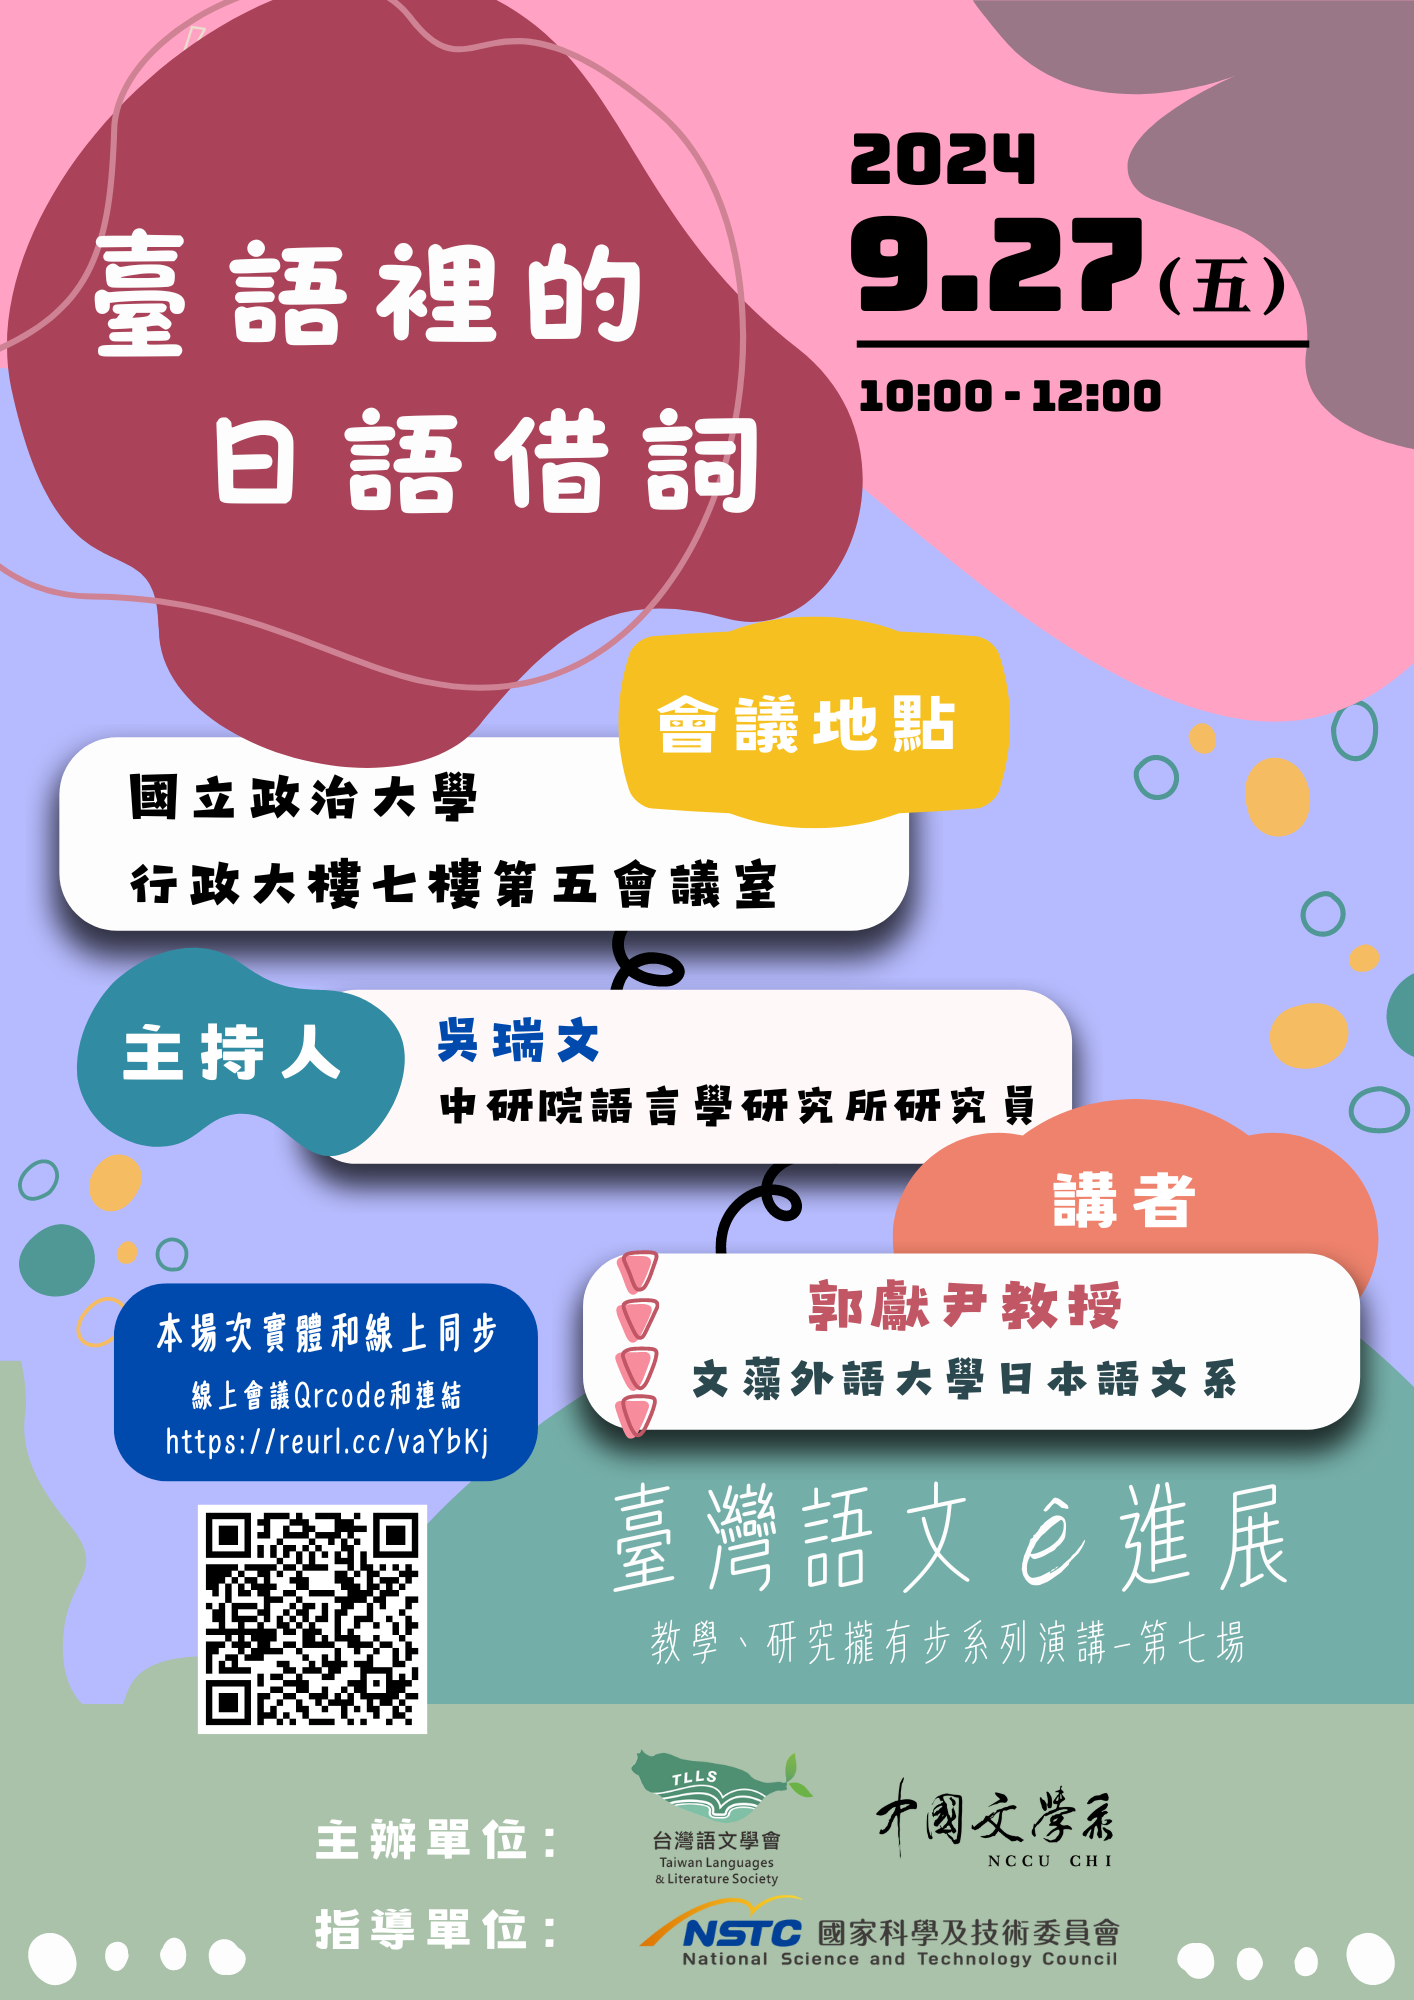 臺語裡的
日語借詞
2024
9.27(五)
10:00 - 12:00
會議地點
國立政治大學
行政大樓七樓第五會議室
主持人
吳瑞文
中研院語言學研究所研究員
講者
郭獻尹教授
文藻外語大學日本語文系
本場次實體和線上同步
線上會議Qrcode和連結
https://reurl.cc/vaYbKj
臺灣語文ê進展
教學、研究攏有步系列演講–第七場
主辦單位:
TLLS
台灣語文學會
Taiwan Languages
& Literature Society
中國文學系
NCCU CHI
指導單位:
NSTC 國家科學及技術委員會
National Science and Technology Council